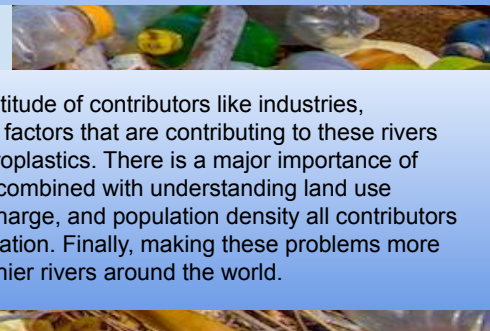 titude of contributors like industries,
factors that are contributing to these rivers
roplastics. There is a major importance of
combined with understanding land use
harge, and population density all contributors
ation. Finally, making these problems more
hier rivers around the world.